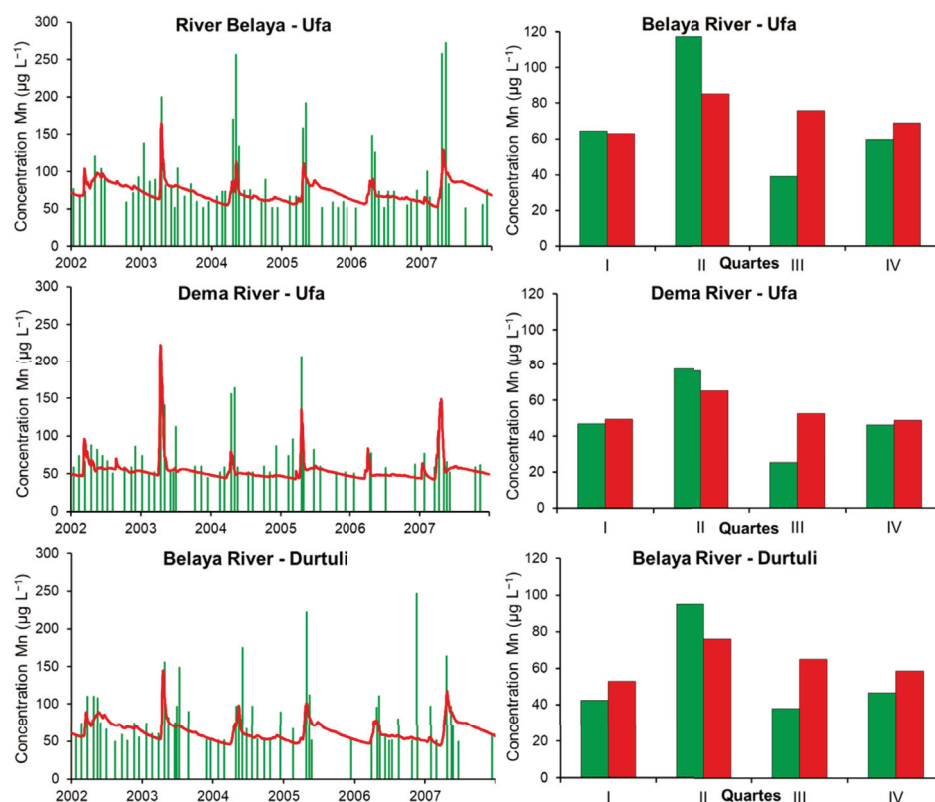 River Belaya - Ufa
Concentration Mn (µg L⁻¹)
300
250
200
150
100
50
0
2002 2003 2004 2005 2006 2007
Belaya River - Ufa
Concentration Mn (µg L⁻¹)
120
100
80
60
40
20
0
I II Quartes III IV
Dema River - Ufa
Concentration Mn (µg L⁻¹)
300
250
200
150
100
50
0
2002 2003 2004 2005 2006 2007
Dema River - Ufa
Concentration Mn (µg L⁻¹)
120
100
80
60
40
20
0
I II Quartes III IV
Belaya River - Durtuli
Concentration Mn (µg L⁻¹)
300
250
200
150
100
50
0
2002 2003 2004 2005 2006 2007
Belaya River - Durtuli
Concentration Mn (µg L⁻¹)
120
100
80
60
40
20
0
I II Quartes III IV